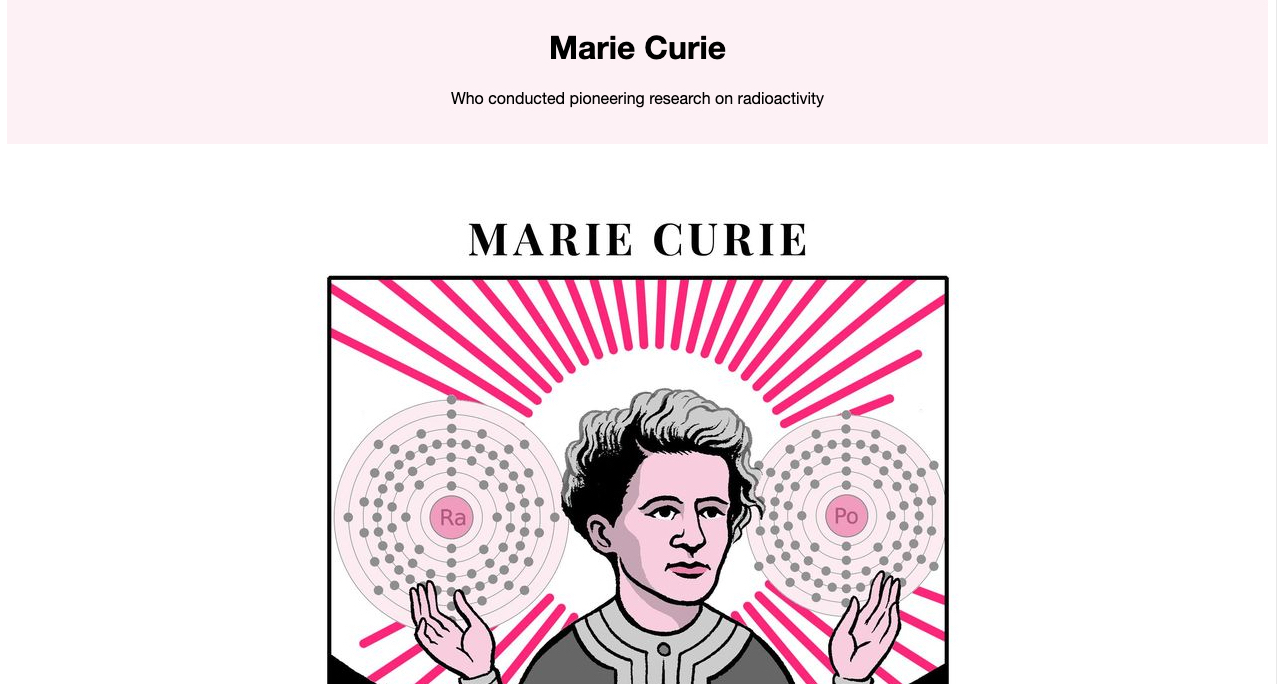 Marie Curie
Who conducted pioneering research on radioactivity
MARIE CURIE
Ra
Po